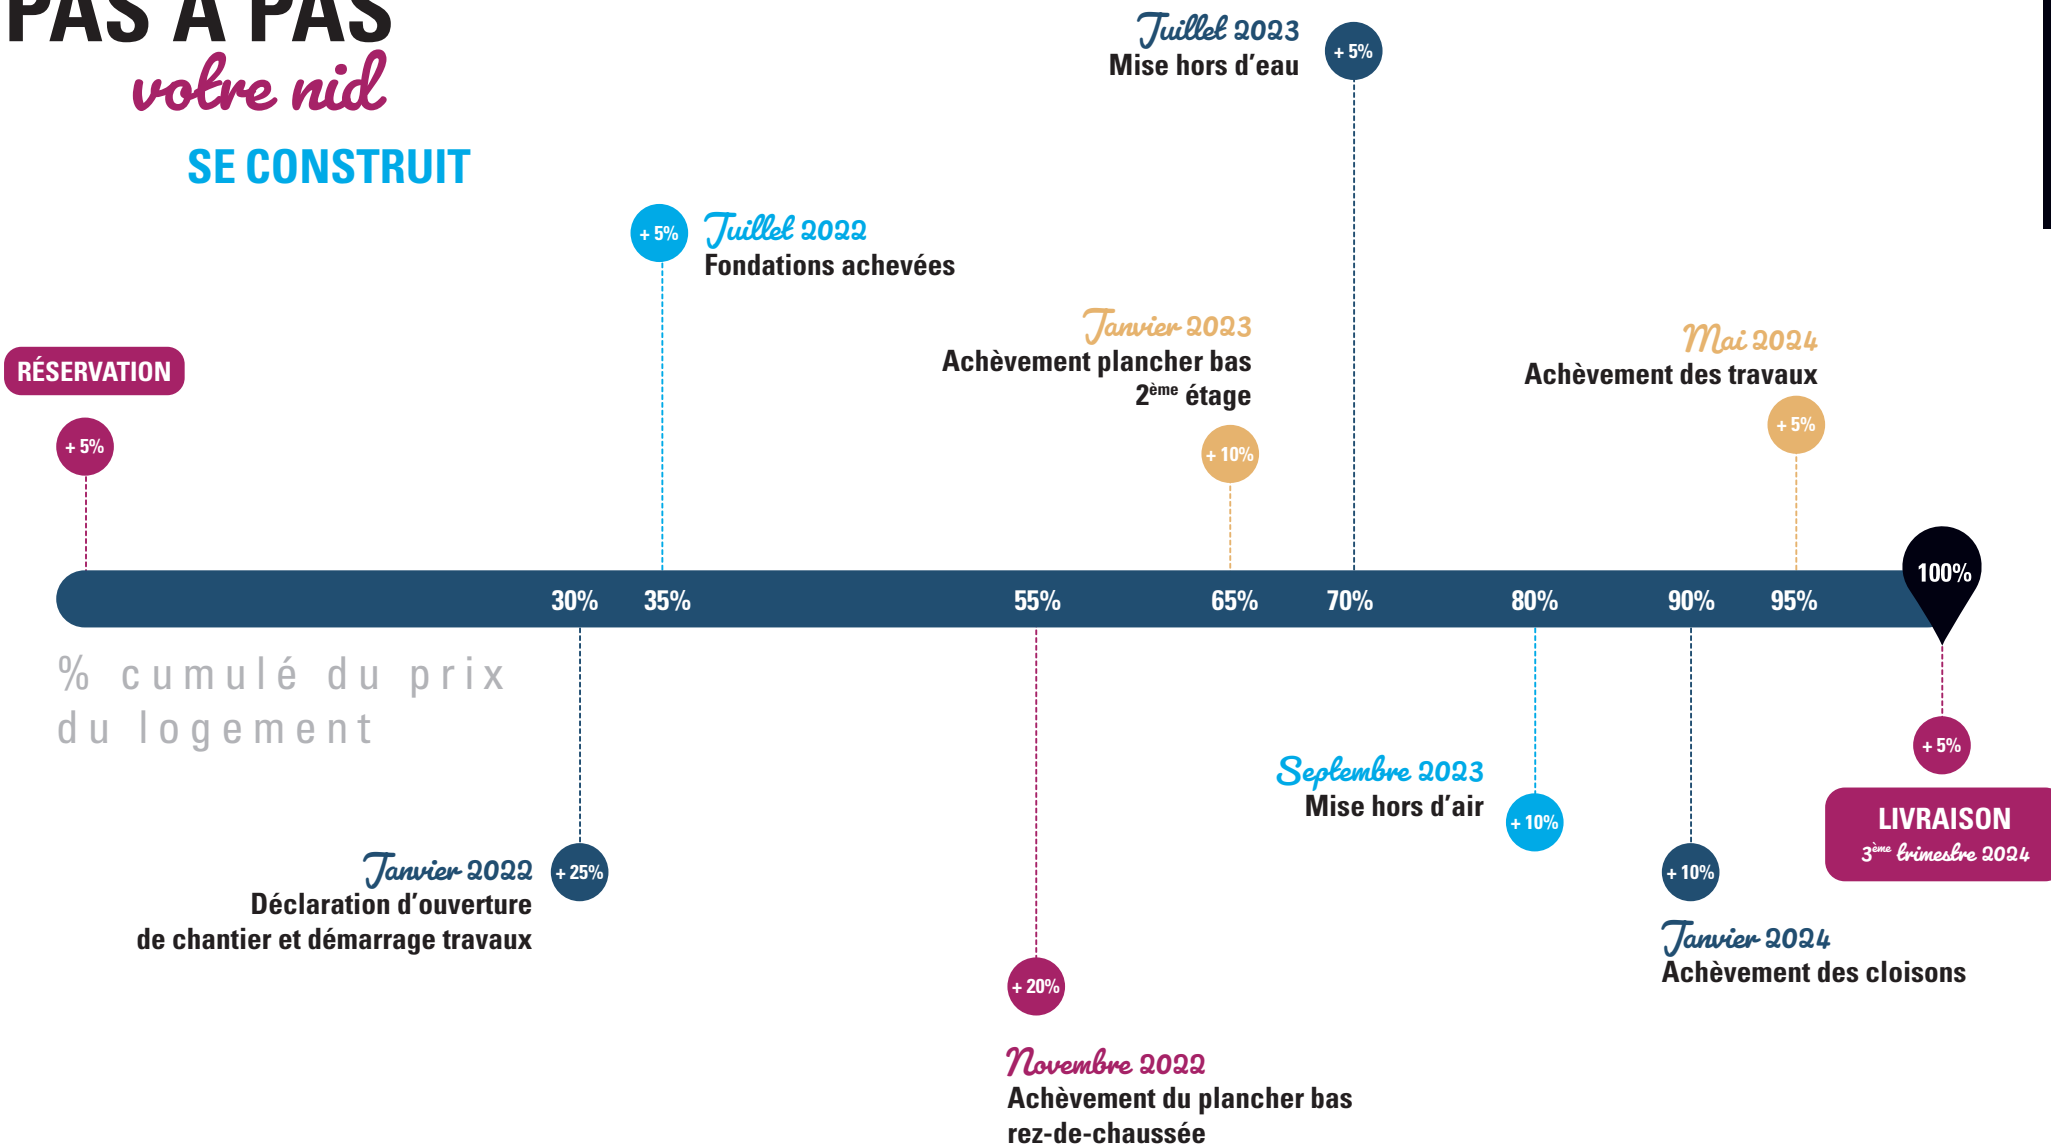 PAS À PAS
votre nid
SE CONSTRUIT
Juillet 2023
Mise hors d'eau
+ 5%
+ 5%
Juillet 2022
Fondations achevées
Janvier 2023
Achèvement plancher bas
2ème étage
+ 10%
Mai 2024
Achèvement des travaux
+ 5%
RÉSERVATION
+ 5%
30% 35% 55% 65% 70% 80% 90% 95% 100%
% cumulé du prix
du logement
Janvier 2022
+ 25%
Déclaration d'ouverture
de chantier et démarrage travaux
+ 20%
Novembre 2022
Achèvement du plancher bas
rez-de-chaussée
Septembre 2023
Mise hors d'air
+ 10%
+ 10%
Janvier 2024
Achèvement des cloisons
+ 5%
LIVRAISON
3ème trimestre 2024